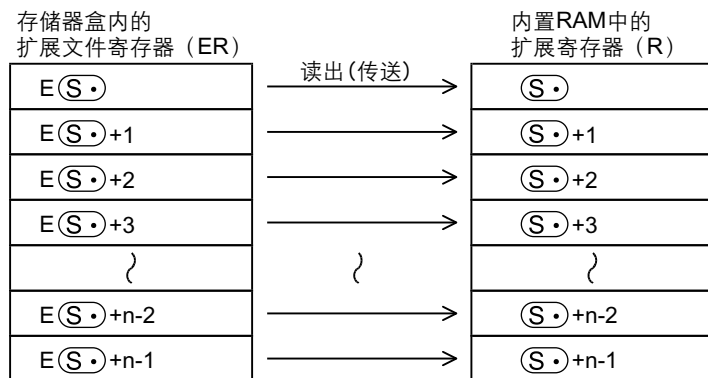 存储器盒内的
扩展文件寄存器（ER）
内置RAM中的
扩展寄存器（R）
读出(传送)
E(S·)
(S·)
E(S·)+1
(S·)+1
E(S·)+2
(S·)+2
E(S·)+3
(S·)+3
E(S·)+n-2
(S·)+n-2
E(S·)+n-1
(S·)+n-1